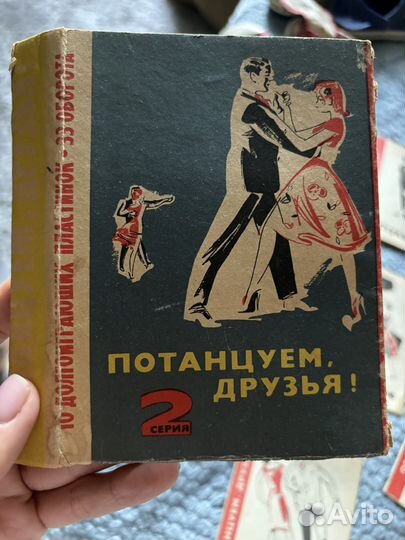 10 ДОЛГОИГРАЮЩИХ ПЛАСТИНОК - 33 ОБОРОТА
ПОТАНЦУЕМ,
ДРУЗЬЯ!
2
СЕРИЯ
Avito